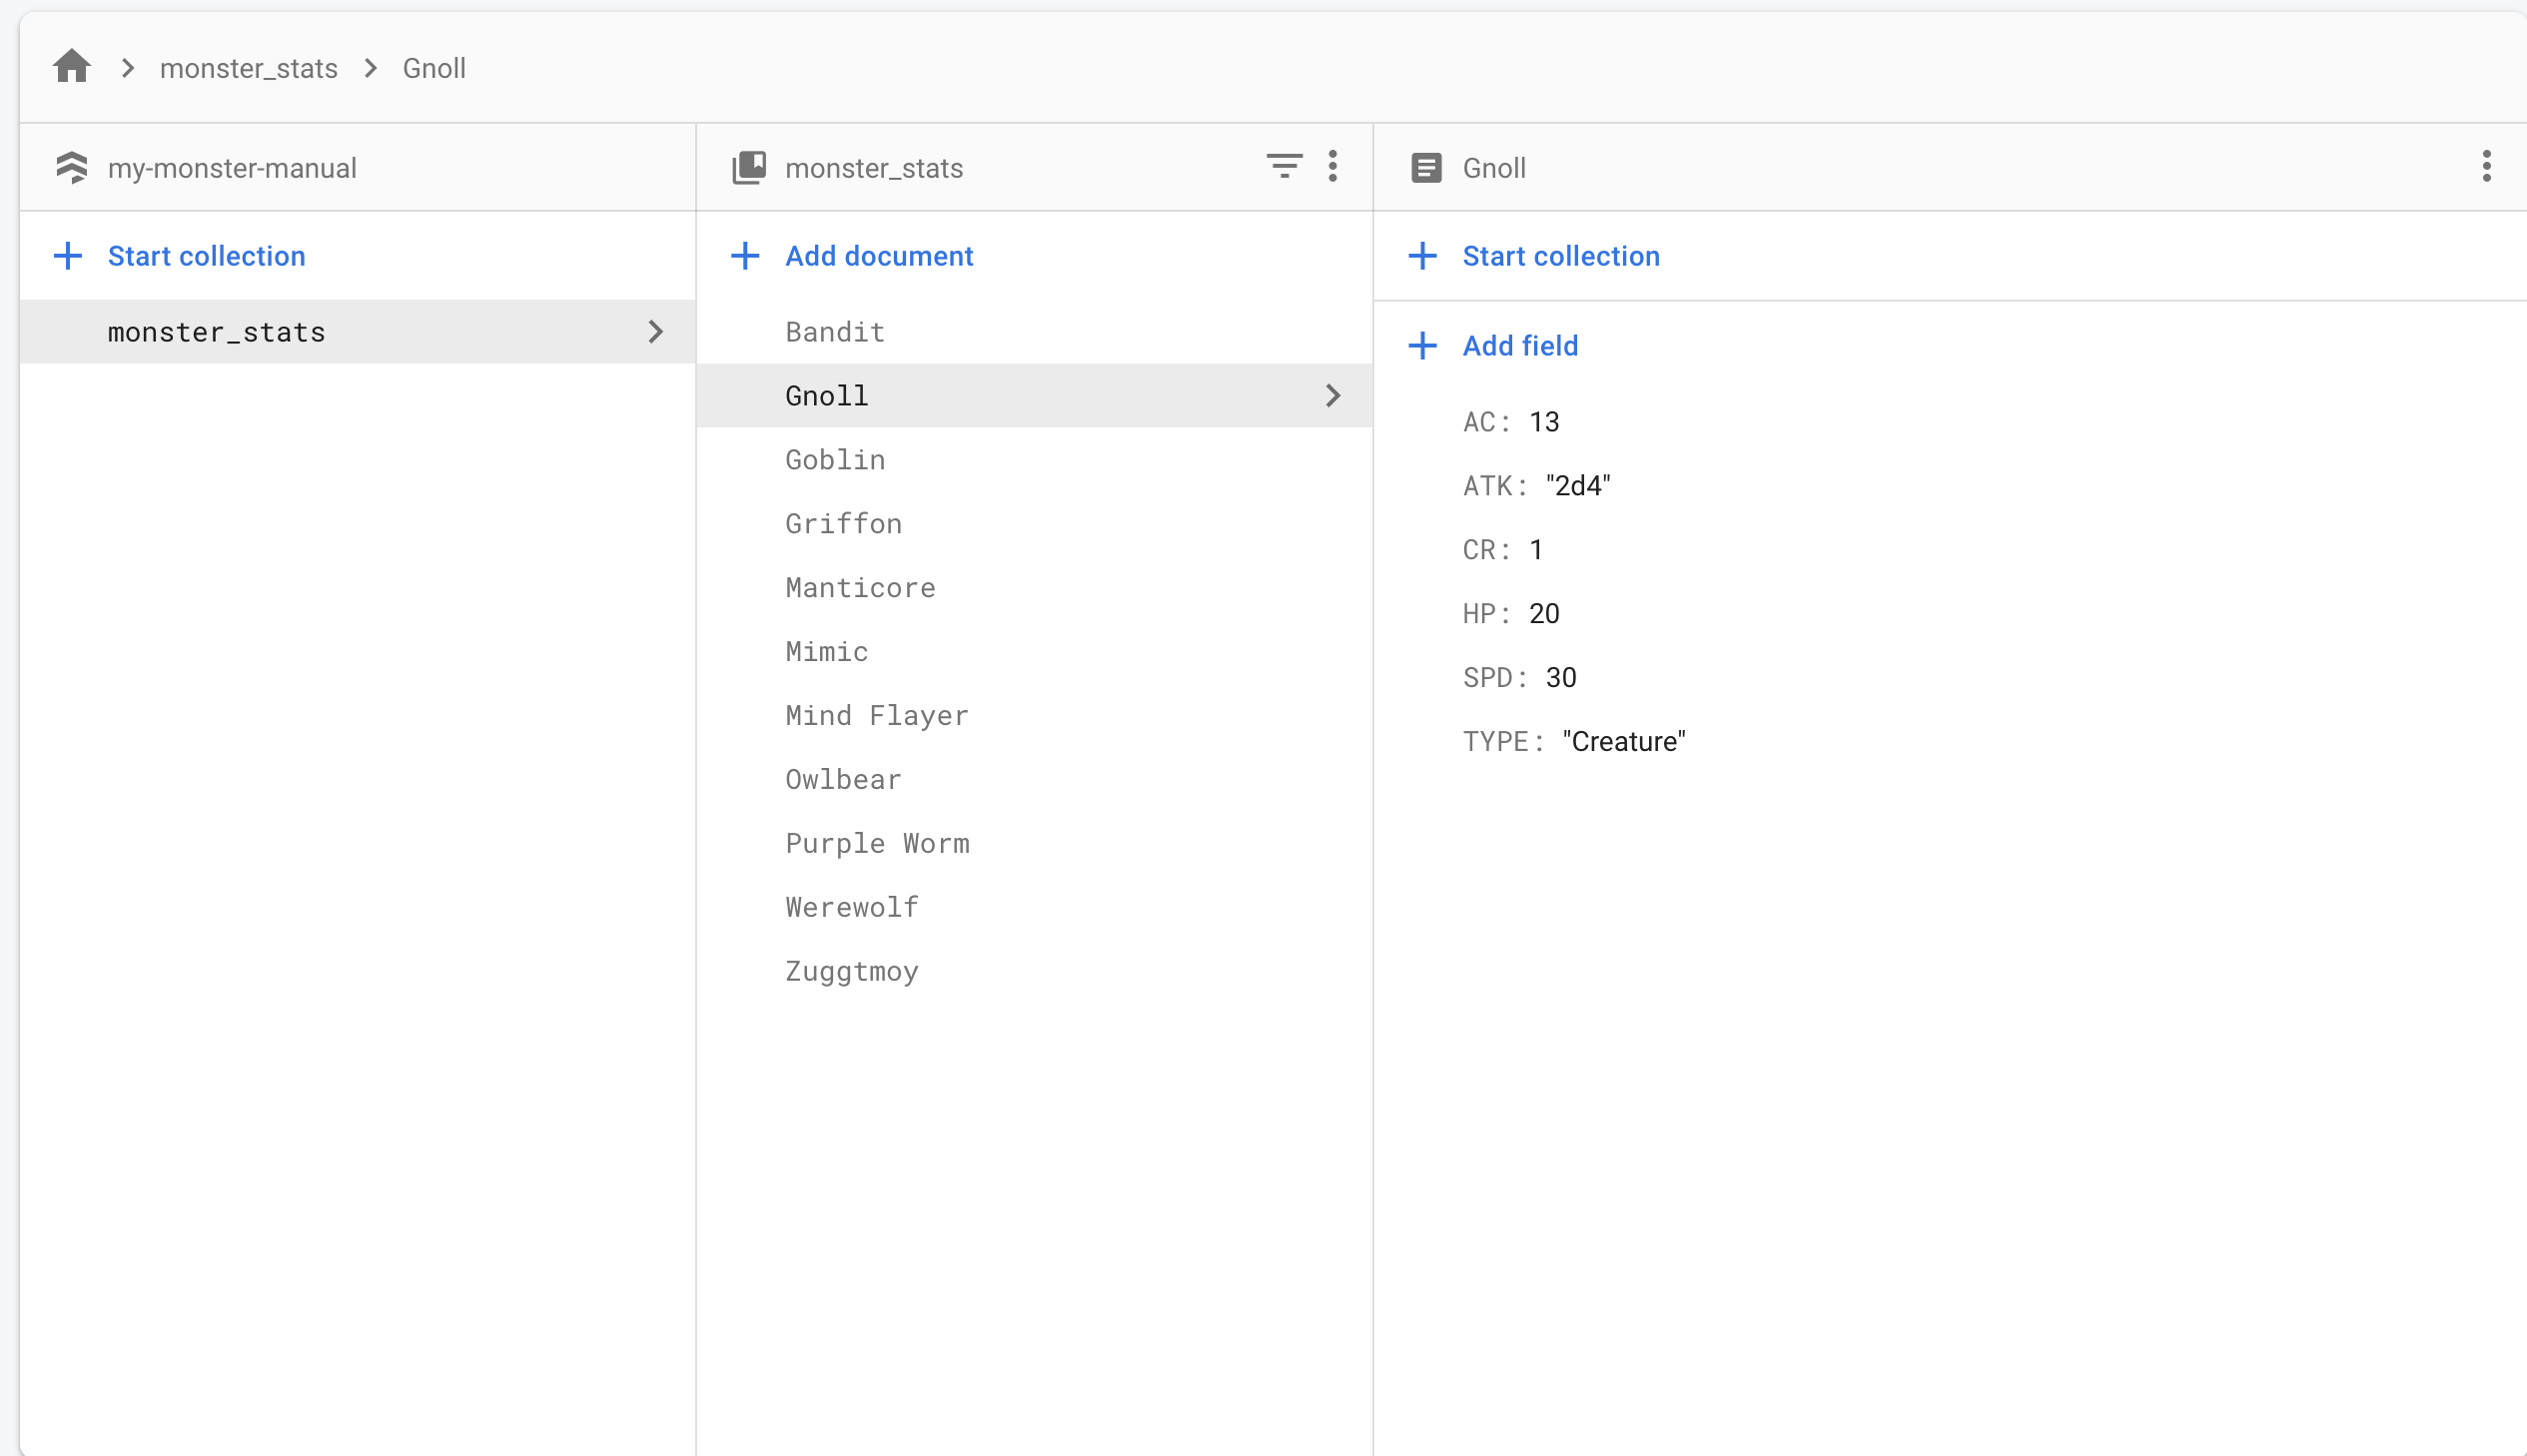 monster_stats Gnoll
my-monster-manual
Start collection
monster_stats
monster_stats
Add document
Bandit
Gnoll
Goblin
Griffon
Manticore
Mimic
Mind Flayer
Owlbear
Purple Worm
Werewolf
Zuggtmoy
Gnoll
Start collection
Add field
AC: 13
ATK: "2d4"
CR: 1
HP: 20
SPD: 30
TYPE: "Creature"